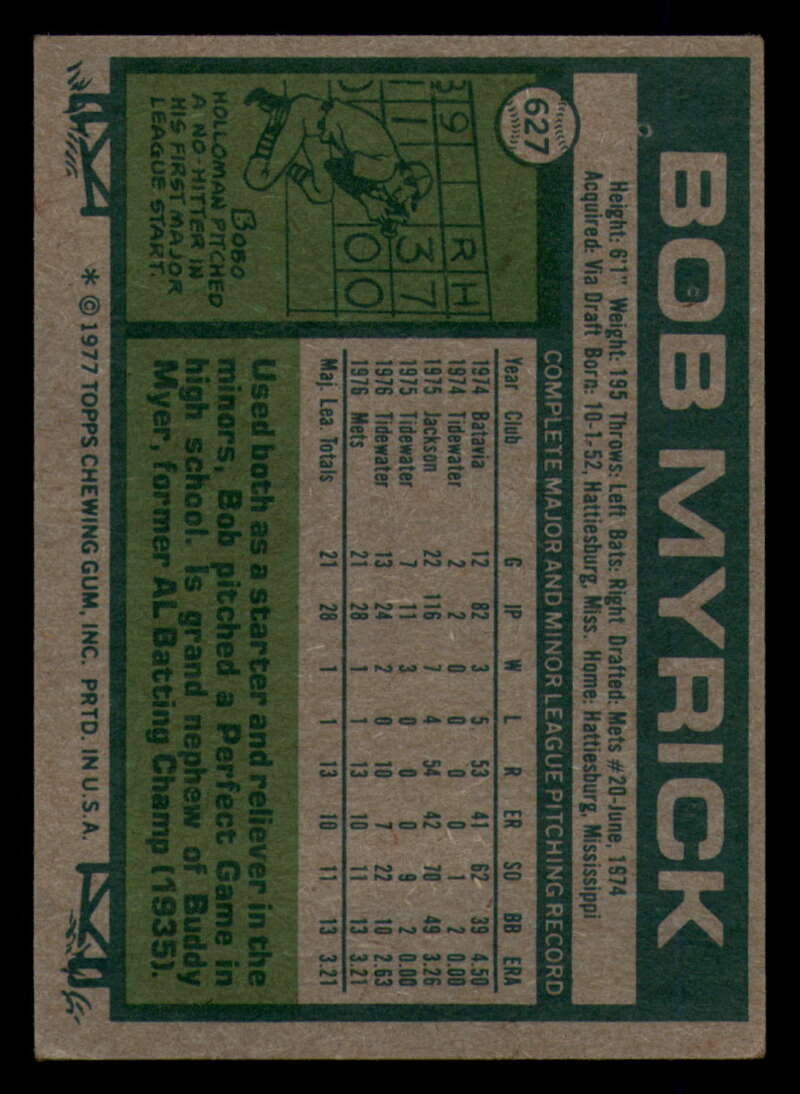 627
BOB MYRICK
Height: 6'1" Weight: 195 Throws: Left Bats: Right Drafted: Mets #20-June, 1974
Acquired: Via Draft Born: 10-1-52, Hattiesburg, Miss. Home: Hattiesburg, Mississippi
COMPLETE MAJOR AND MINOR LEAGUE PITCHING RECORD
Year Club G IP W L R ER SO BB ERA
1974 Batavia 12 82 3 5 53 41 62 39 4.50
1974 Tidewater 2 2 0 0 0 0 1 2 0.00
1975 Jackson 22 116 7 4 54 42 70 49 3.26
1975 Tidewater 7 11 3 0 0 0 9 2 0.00
1976 Tidewater 13 24 2 0 10 7 22 10 2.63
1976 Mets 21 28 1 1 13 10 11 13 3.21
Maj. Lea. Totals 21 28 1 1 13 10 11 13 3.21
9 R H
1 3 7
0 0
BOBO
HOLLOMAN PITCHED
A NO-HITTER IN
HIS FIRST MAJOR
LEAGUE START.
Used both as a starter and reliever in the
minors, Bob pitched a Perfect Game in
high school. Is grand nephew of Buddy
Myer, former AL Batting Champ (1935).
* © 1977 TOPPS CHEWING GUM, INC. PRTD. IN U.S.A.